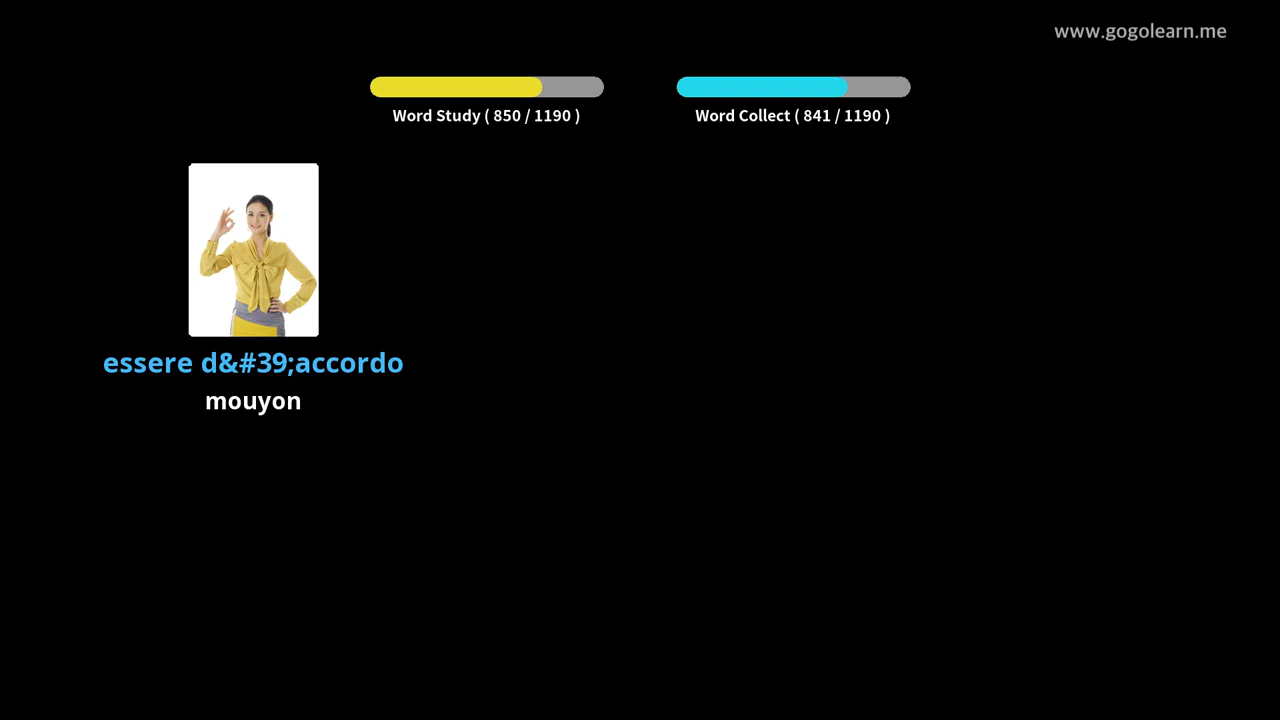 www.gogolearn.me
Word Study ( 850 / 1190 )
Word Collect ( 841 / 1190 )
essere d&#39;accordo
mouyon